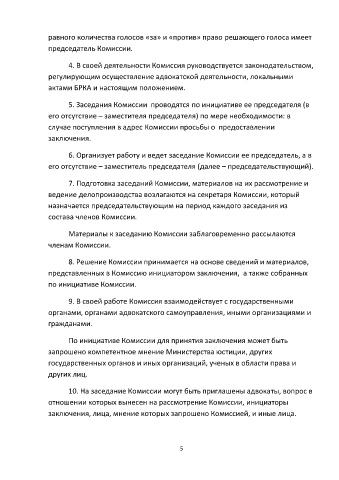 равного количества голосов «за» и «против» право решающего голоса имеет
председатель Комиссии.
4. В своей деятельности Комиссия руководствуется законодательством,
регулирующим осуществление адвокатской деятельности, локальными
актами БРКА и настоящим положением.
5. Заседания Комиссии проводятся по инициативе ее председателя (в
его отсутствие – заместителя председателя) по мере необходимости: в
случае поступления в адрес Комиссии просьбы о предоставлении
заключения.
6. Организует работу и ведет заседание Комиссии ее председатель, а в
его отсутствие – заместитель председателя (далее – председательствующий).
7. Подготовка заседаний Комиссии, материалов на их рассмотрение и
ведение делопроизводства возлагаются на секретаря Комиссии, который
назначается председательствующим на период каждого заседания из
состава членов Комиссии.
Материалы к заседанию Комиссии заблаговременно рассылаются
членам Комиссии.
8. Решение Комиссии принимается на основе сведений и материалов,
представленных в Комиссию инициатором заключения, а также собранных
по инициативе Комиссии.
9. В своей работе Комиссия взаимодействует с государственными
органами, органами адвокатского самоуправления, иными организациями и
гражданами.
По инициативе Комиссии для принятия заключения может быть
запрошено компетентное мнение Министерства юстиции, других
государственных органов и иных организаций, ученых в области права и
других лиц.
10. На заседание Комиссии могут быть приглашены адвокаты, вопрос в
отношении которых вынесен на рассмотрение Комиссии, инициаторы
заключения, лица, мнение которых запрошено Комиссией, и иные лица.
5